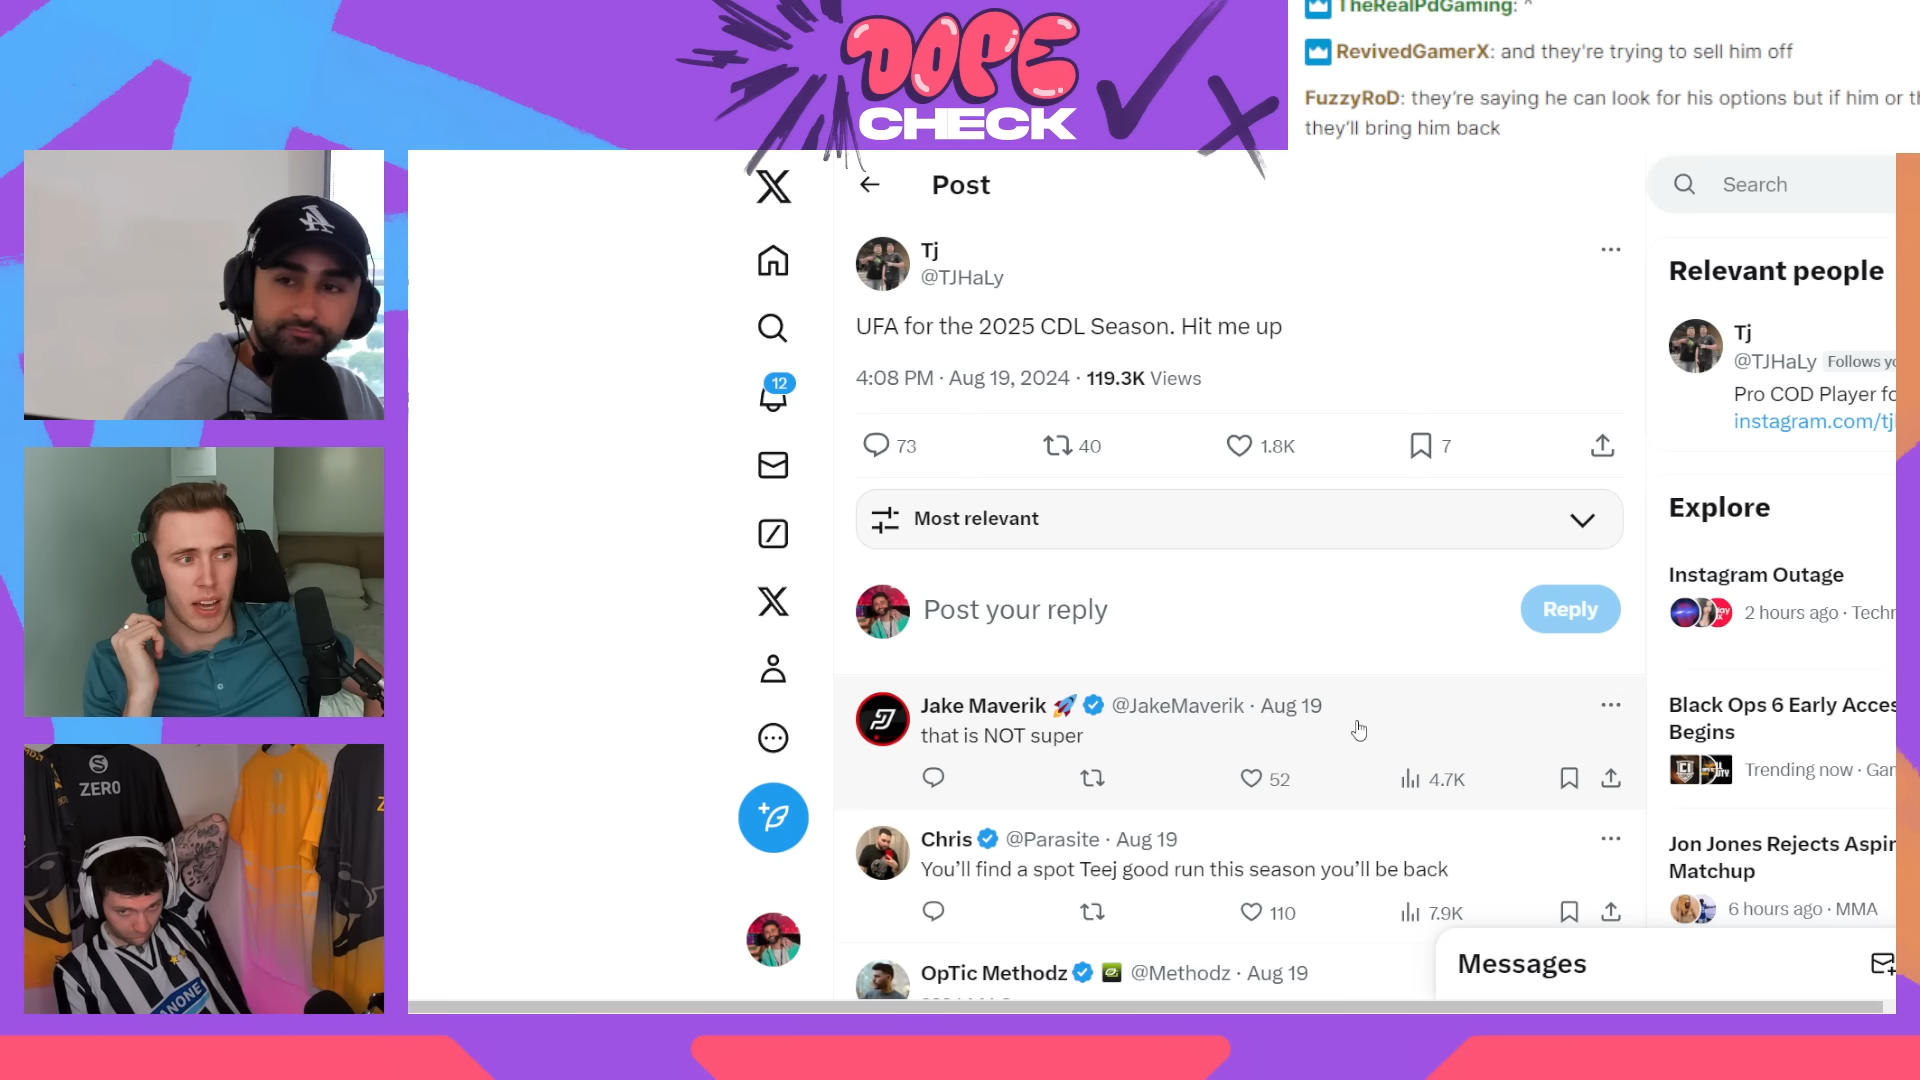 DOPE
CHECK
TheRealPdGaming: ^
RevivedGamerX: and they're trying to sell him off
FuzzyRoD: they're saying he can look for his options but if him or th
they'll bring him back
Post
Search
Tj
@TJHaLy
UFA for the 2025 CDL Season. Hit me up
4:08 PM · Aug 19, 2024 · 119.3K Views
73
40
1.8K
7
Most relevant
Post your reply
Reply
12
Jake Maverik 🚀 @JakeMaverik · Aug 19
that is NOT super
52
4.7K
Chris @Parasite · Aug 19
You'll find a spot Teej good run this season you'll be back
110
7.9K
OpTic Methodz @Methodz · Aug 19
Relevant people
Tj
@TJHaLy Follows yo
Pro COD Player fo
instagram.com/tj
Explore
Instagram Outage
2 hours ago · Techn
Black Ops 6 Early Acces
Begins
Trending now · Gam
Jon Jones Rejects Aspin
Matchup
6 hours ago · MMA
Messages
ZERO
DANONE